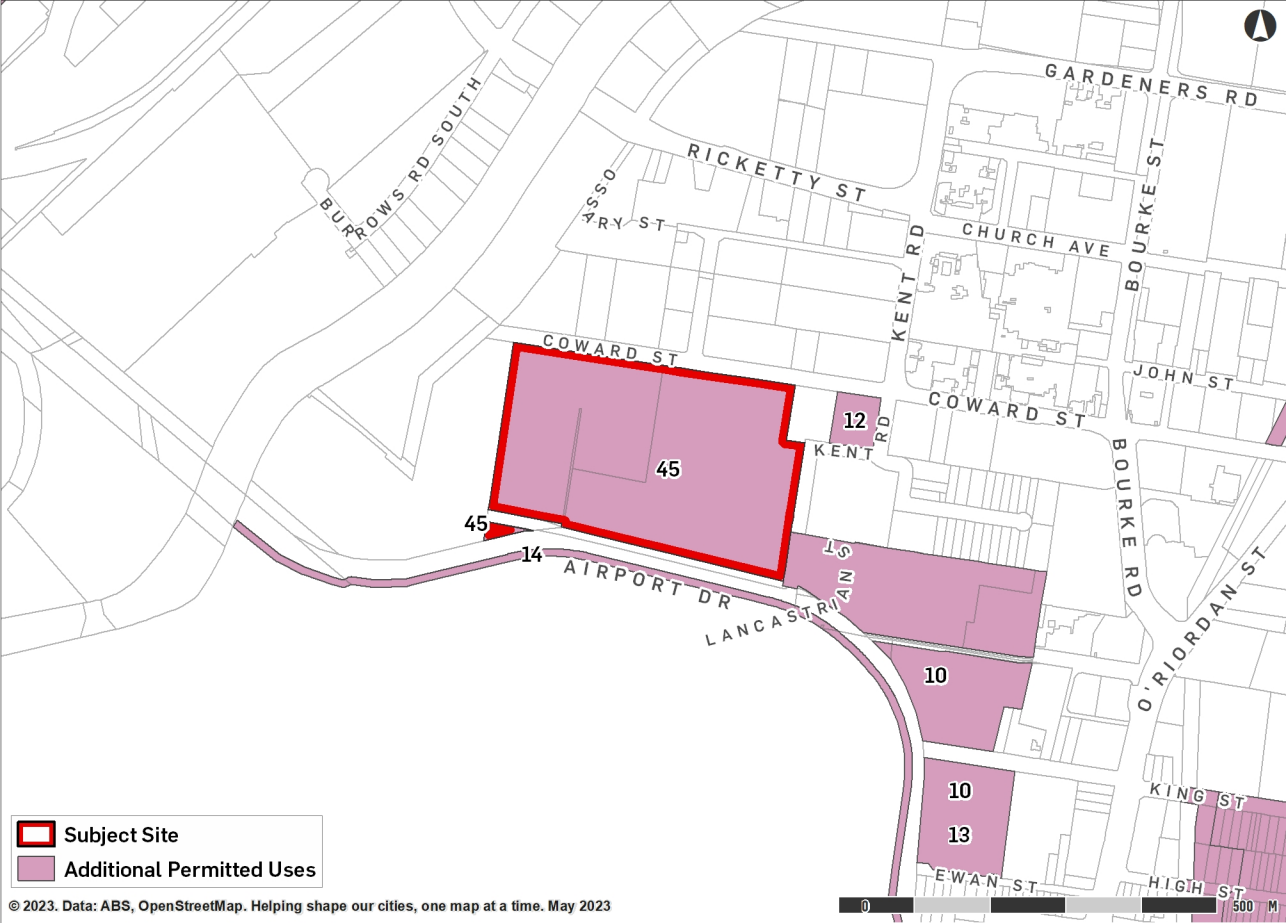 GARDENERS RD
BURROWS RD SOUTH
RICKETTY ST
BOURKE ST
ASSO
ARY ST
CHURCH AVE
KENT RD
COWARD ST
JOHN ST
COWARD ST
12
KENT RD
45
BOURKE RD
45
14
AIRPORT DR
LANCASTRIAN ST
O'RIORDAN ST
10
10
13
KING ST
EWAN ST
HIGH ST
Subject Site
Additional Permitted Uses
© 2023. Data: ABS, OpenStreetMap. Helping shape our cities, one map at a time. May 2023
0 500 M